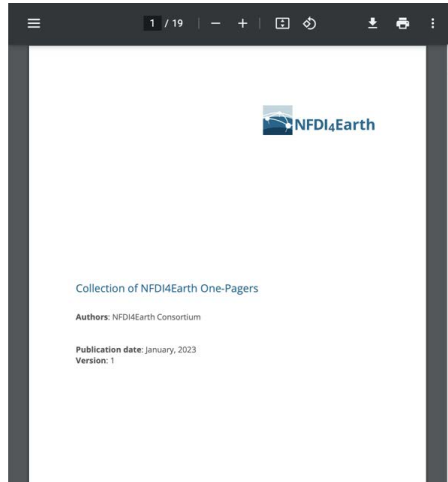 1 / 19
NFDI4Earth
Collection of NFDI4Earth One-Pagers
Authors: NFDI4Earth Consortium
Publication date: January, 2023
Version: 1